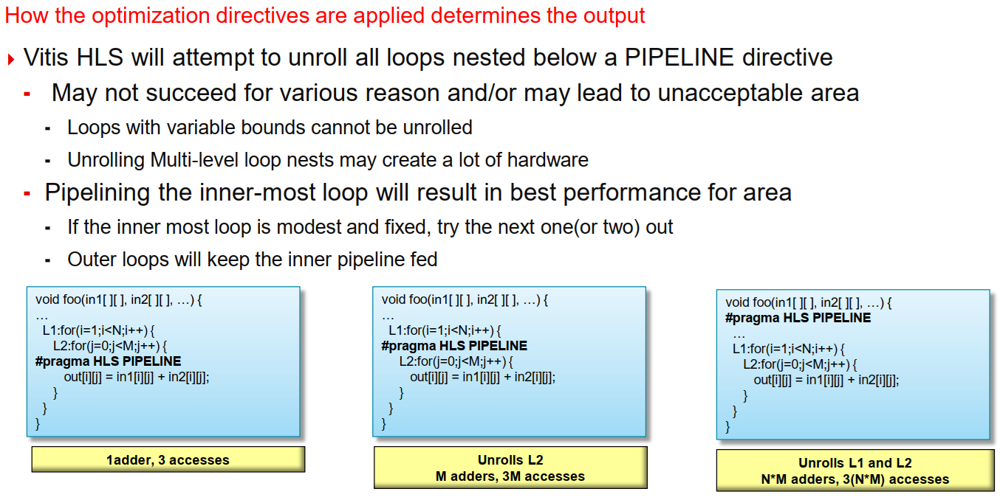 How the optimization directives are applied determines the output
Vitis HLS will attempt to unroll all loops nested below a PIPELINE directive
- May not succeed for various reason and/or may lead to unacceptable area
- Loops with variable bounds cannot be unrolled
- Unrolling Multi-level loop nests may create a lot of hardware
- Pipelining the inner-most loop will result in best performance for area
- If the inner most loop is modest and fixed, try the next one(or two) out
- Outer loops will keep the inner pipeline fed
void foo(in1[ ][ ], in2[ ][ ], …) {
…
L1:for(i=1;i<N;i++) {
L2:for(j=0;j<M;j++) {
#pragma HLS PIPELINE
out[i][j] = in1[i][j] + in2[i][j];
}
}
}
1adder, 3 accesses
void foo(in1[ ][ ], in2[ ][ ], …) {
…
L1:for(i=1;i<N;i++) {
#pragma HLS PIPELINE
L2:for(j=0;j<M;j++) {
out[i][j] = in1[i][j] + in2[i][j];
}
}
}
Unrolls L2
M adders, 3M accesses
void foo(in1[ ][ ], in2[ ][ ], …) {
#pragma HLS PIPELINE
…
L1:for(i=1;i<N;i++) {
L2:for(j=0;j<M;j++) {
out[i][j] = in1[i][j] + in2[i][j];
}
}
}
Unrolls L1 and L2
N*M adders, 3(N*M) accesses